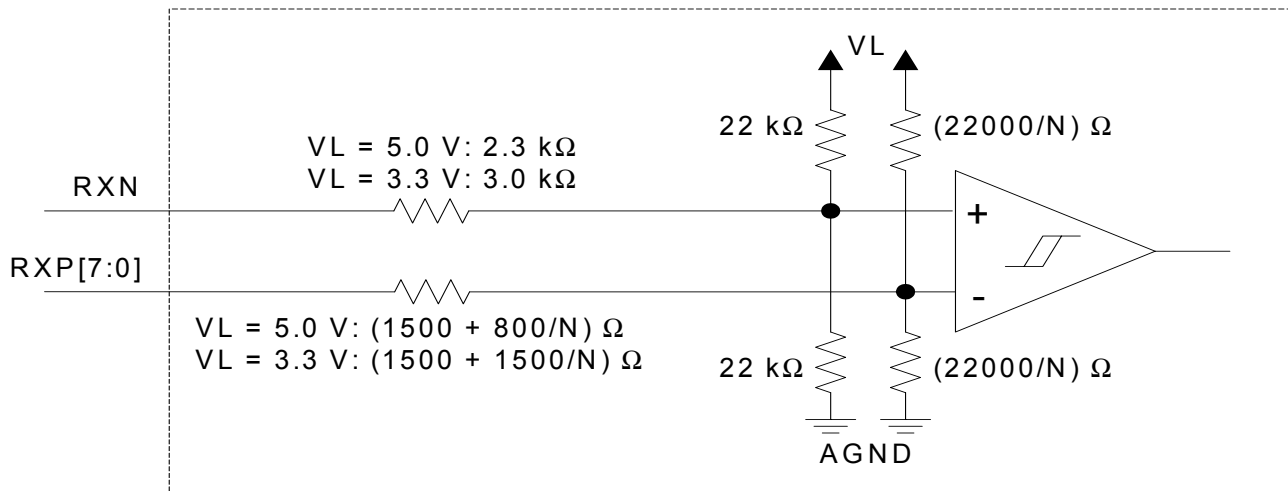 VL
22 kΩ
(22000/N) Ω
VL = 5.0 V: 2.3 kΩ
VL = 3.3 V: 3.0 kΩ
RXN
+
RXP[7:0]
-
VL = 5.0 V: (1500 + 800/N) Ω
VL = 3.3 V: (1500 + 1500/N) Ω
22 kΩ
(22000/N) Ω
AGND